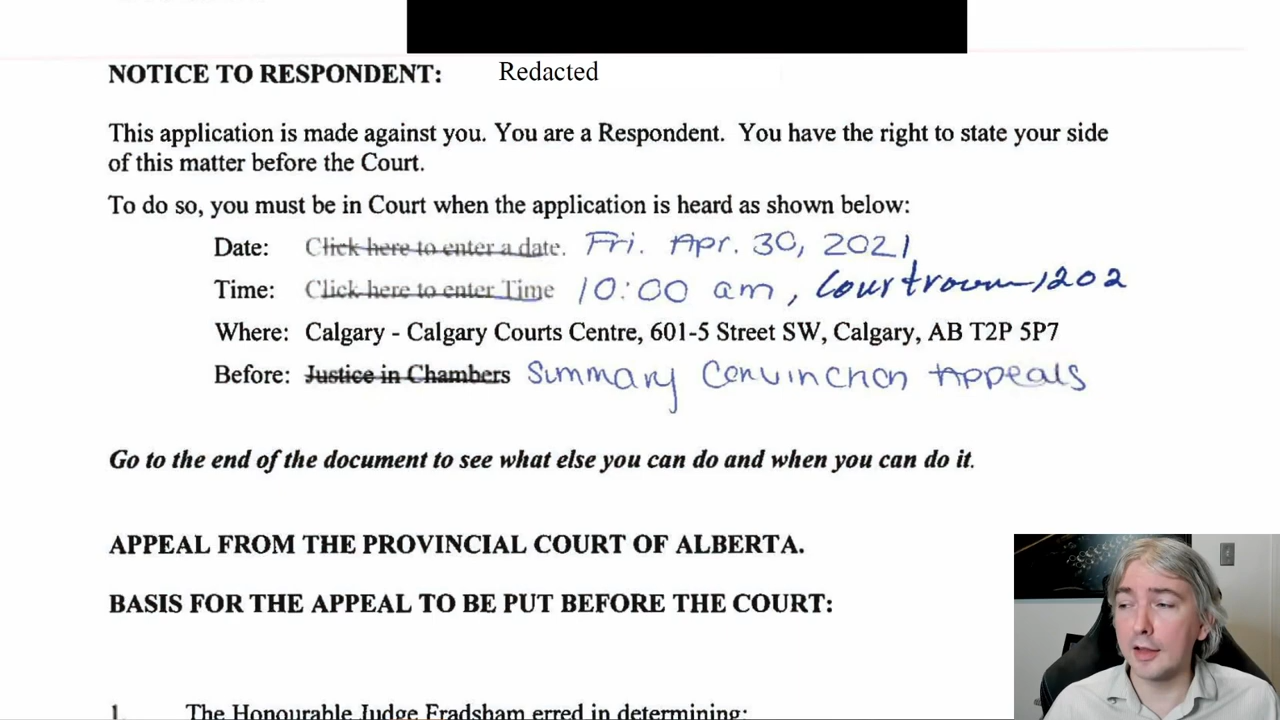 NOTICE TO RESPONDENT: Redacted
This application is made against you. You are a Respondent. You have the right to state your side
of this matter before the Court.
To do so, you must be in Court when the application is heard as shown below:
Date: Click here to enter a date. Fri. Apr. 30, 2021
Time: Click here to enter Time 10:00 am, Courtroom 1202
Where: Calgary - Calgary Courts Centre, 601-5 Street SW, Calgary, AB T2P 5P7
Before: Justice in Chambers Summary Convinction Appeals
Go to the end of the document to see what else you can do and when you can do it.
APPEAL FROM THE PROVINCIAL COURT OF ALBERTA.
BASIS FOR THE APPEAL TO BE PUT BEFORE THE COURT:
1. The Honourable Judge Fradsham erred in determining: